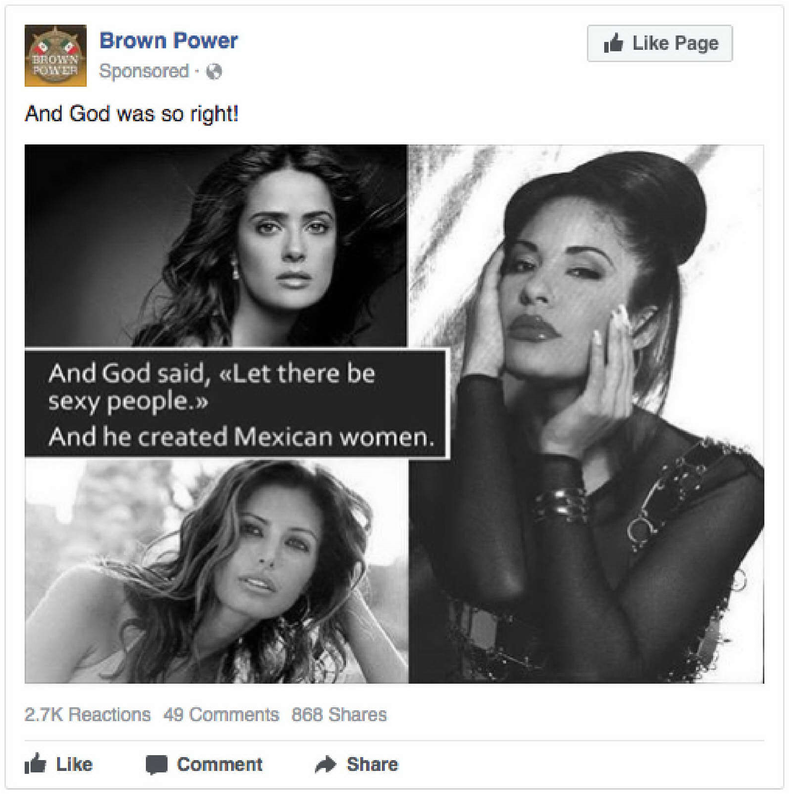 BROWN
POWER
Brown Power
Sponsored ·
Like Page
And God was so right!
And God said, «Let there be
sexy people.»
And he created Mexican women.
2.7K Reactions 49 Comments 868 Shares
Like Comment Share